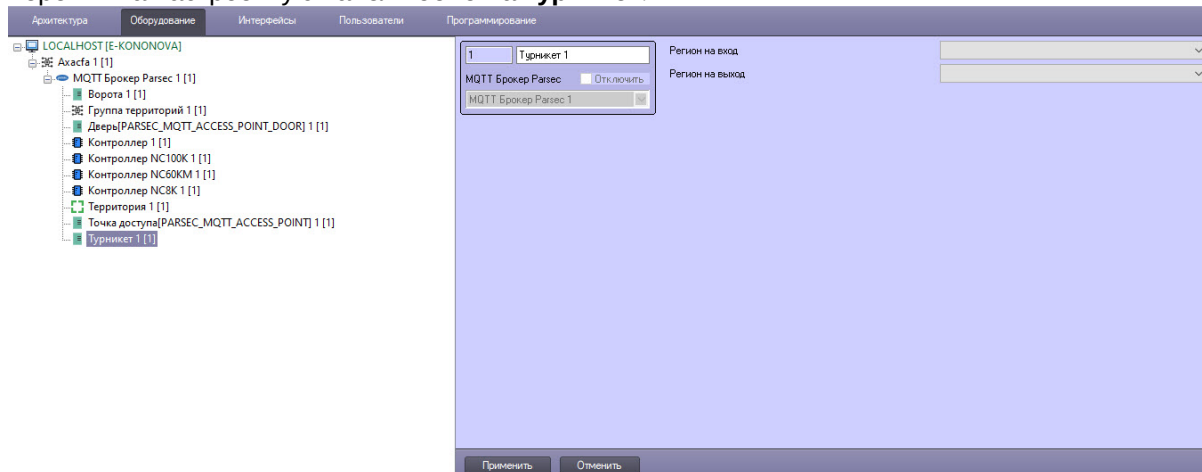 Архитектура Оборудование Интерфейсы Пользователи Программирование
LOCALHOST [E-KONONOVA]
Axacfa 1 [1]
MQTT Брокер Parsec 1 [1]
Ворота 1 [1]
Группа территорий 1 [1]
Дверь[PARSEC_MQTT_ACCESS_POINT_DOOR] 1 [1]
Контроллер 1 [1]
Контроллер NC100K 1 [1]
Контроллер NC60KM 1 [1]
Контроллер NC8K 1 [1]
Территория 1 [1]
Точка доступа[PARSEC_MQTT_ACCESS_POINT] 1 [1]
Турникет 1 [1]
1 Турникет 1
MQTT Брокер Parsec Отключить
MQTT Брокер Parsec 1
Регион на вход
Регион на выход
Применить Отменить